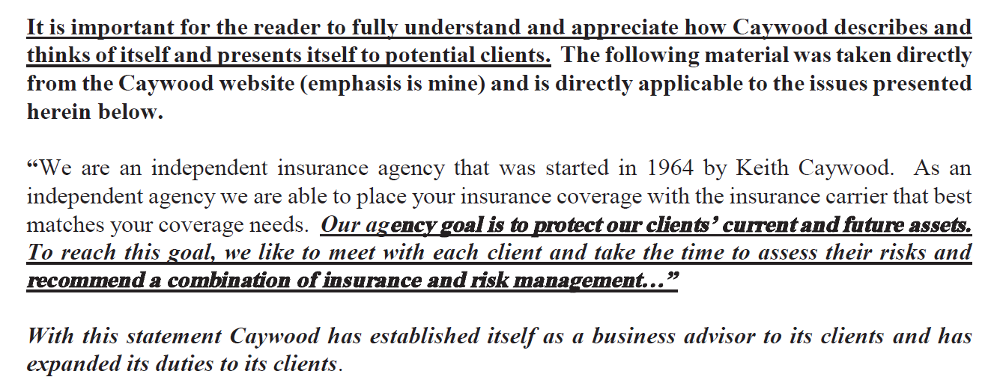 It is important for the reader to fully understand and appreciate how Caywood describes and
thinks of itself and presents itself to potential clients. The following material was taken directly
from the Caywood website (emphasis is mine) and is directly applicable to the issues presented
herein below.
“We are an independent insurance agency that was started in 1964 by Keith Caywood. As an
independent agency we are able to place your insurance coverage with the insurance carrier that best
matches your coverage needs. Our agency goal is to protect our clients’ current and future assets.
To reach this goal, we like to meet with each client and take the time to assess their risks and
recommend a combination of insurance and risk management…”
With this statement Caywood has established itself as a business advisor to its clients and has
expanded its duties to its clients.